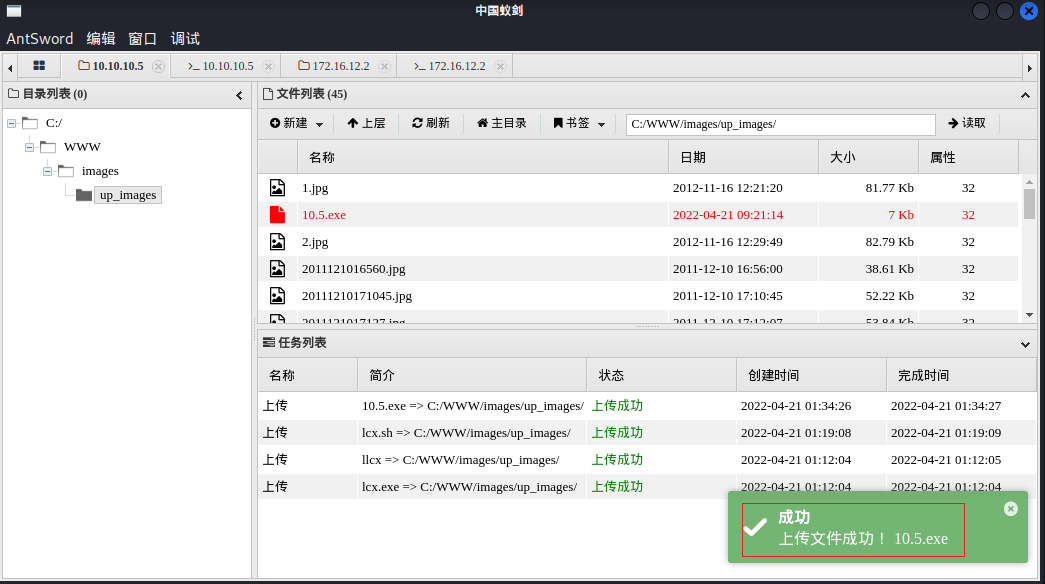 中国蚁剑
AntSword 编辑 窗口 调试
10.10.10.5 >_ 10.10.10.5 172.16.12.2 >_ 172.16.12.2
目录列表 (0)
C:/
WWW
images
up_images
文件列表 (45)
新建 上层 刷新 主目录 书签 C:/WWW/images/up_images/ 读取
名称 日期 大小 属性
1.jpg 2012-11-16 12:21:20 81.77 Kb 32
10.5.exe 2022-04-21 09:21:14 7 Kb 32
2.jpg 2012-11-16 12:29:49 82.79 Kb 32
2011121016560.jpg 2011-12-10 16:56:00 38.61 Kb 32
20111210171045.jpg 2011-12-10 17:10:45 52.22 Kb 32
2011121017127.jpg 2011-12-10 17:12:07 53.84 Kb 32
任务列表
名称 简介 状态 创建时间 完成时间
上传 10.5.exe => C:/WWW/images/up_images/ 上传成功 2022-04-21 01:34:26 2022-04-21 01:34:27
上传 lcx.sh => C:/WWW/images/up_images/ 上传成功 2022-04-21 01:19:08 2022-04-21 01:19:09
上传 llcx => C:/WWW/images/up_images/ 上传成功 2022-04-21 01:12:04 2022-04-21 01:12:05
上传 lcx.exe => C:/WWW/images/up_images/ 上传成功 2022-04-21 01:12:04 2022-04-21 01:12:04
成功
上传文件成功！ 10.5.exe